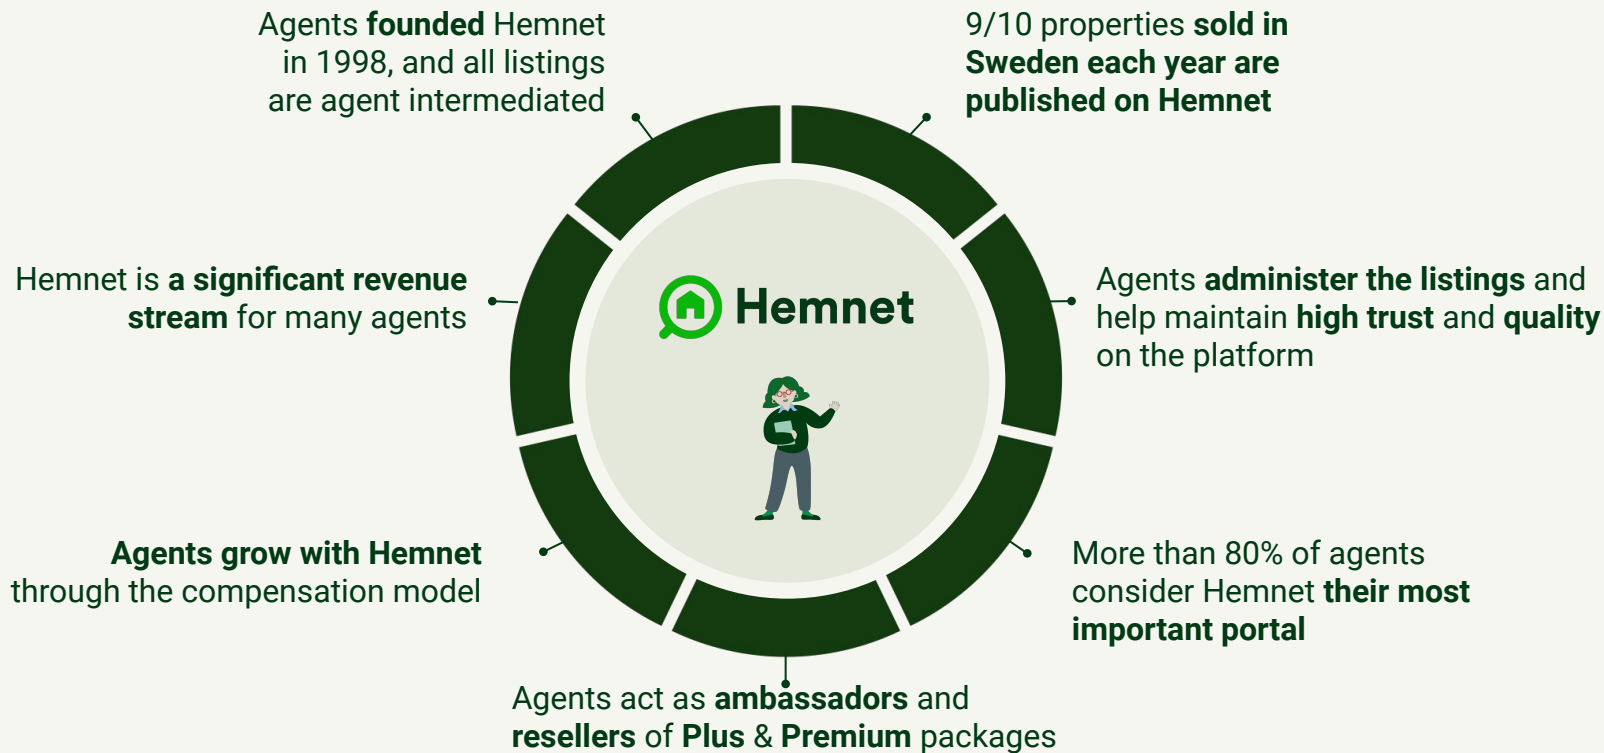 Agents founded Hemnet
in 1998, and all listings
are agent intermediated
9/10 properties sold in
Sweden each year are
published on Hemnet
Hemnet is a significant revenue
stream for many agents
Hemnet
Agents administer the listings and
help maintain high trust and quality
on the platform
Agents grow with Hemnet
through the compensation model
More than 80% of agents
consider Hemnet their most
important portal
Agents act as ambassadors and
resellers of Plus & Premium packages